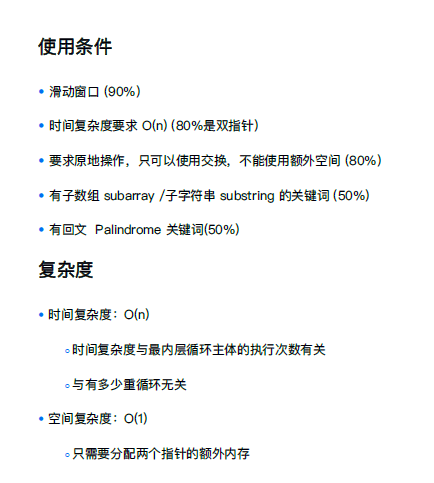 使用条件
• 滑动窗口 (90%)
• 时间复杂度要求 O(n) (80%是双指针)
• 要求原地操作，只可以使用交换，不能使用额外空间 (80%)
• 有子数组 subarray /子字符串 substring 的关键词 (50%)
• 有回文 Palindrome 关键词(50%)
复杂度
• 时间复杂度：O(n)
○ 时间复杂度与最内层循环主体的执行次数有关
○ 与有多少重循环无关
• 空间复杂度：O(1)
○ 只需要分配两个指针的额外内存